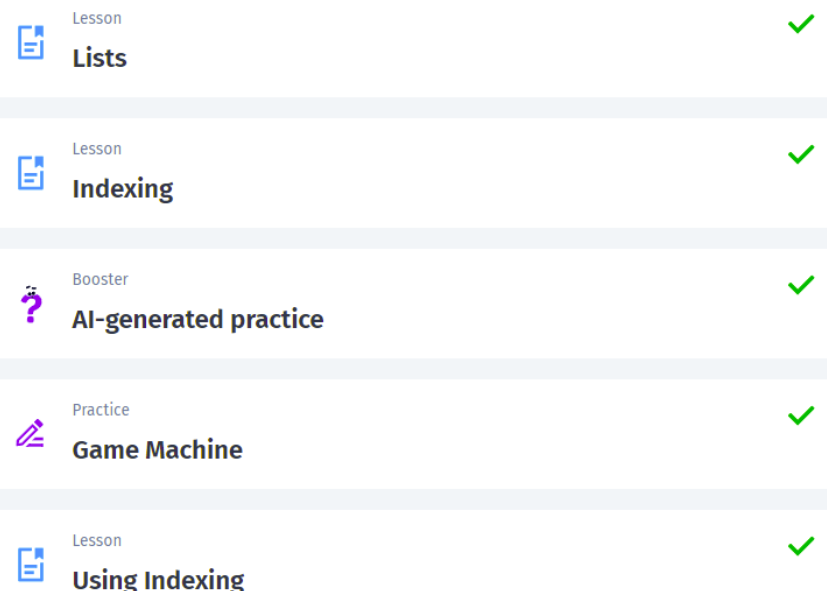 Lesson
Lists
Lesson
Indexing
Booster
AI-generated practice
Practice
Game Machine
Lesson
Using Indexing